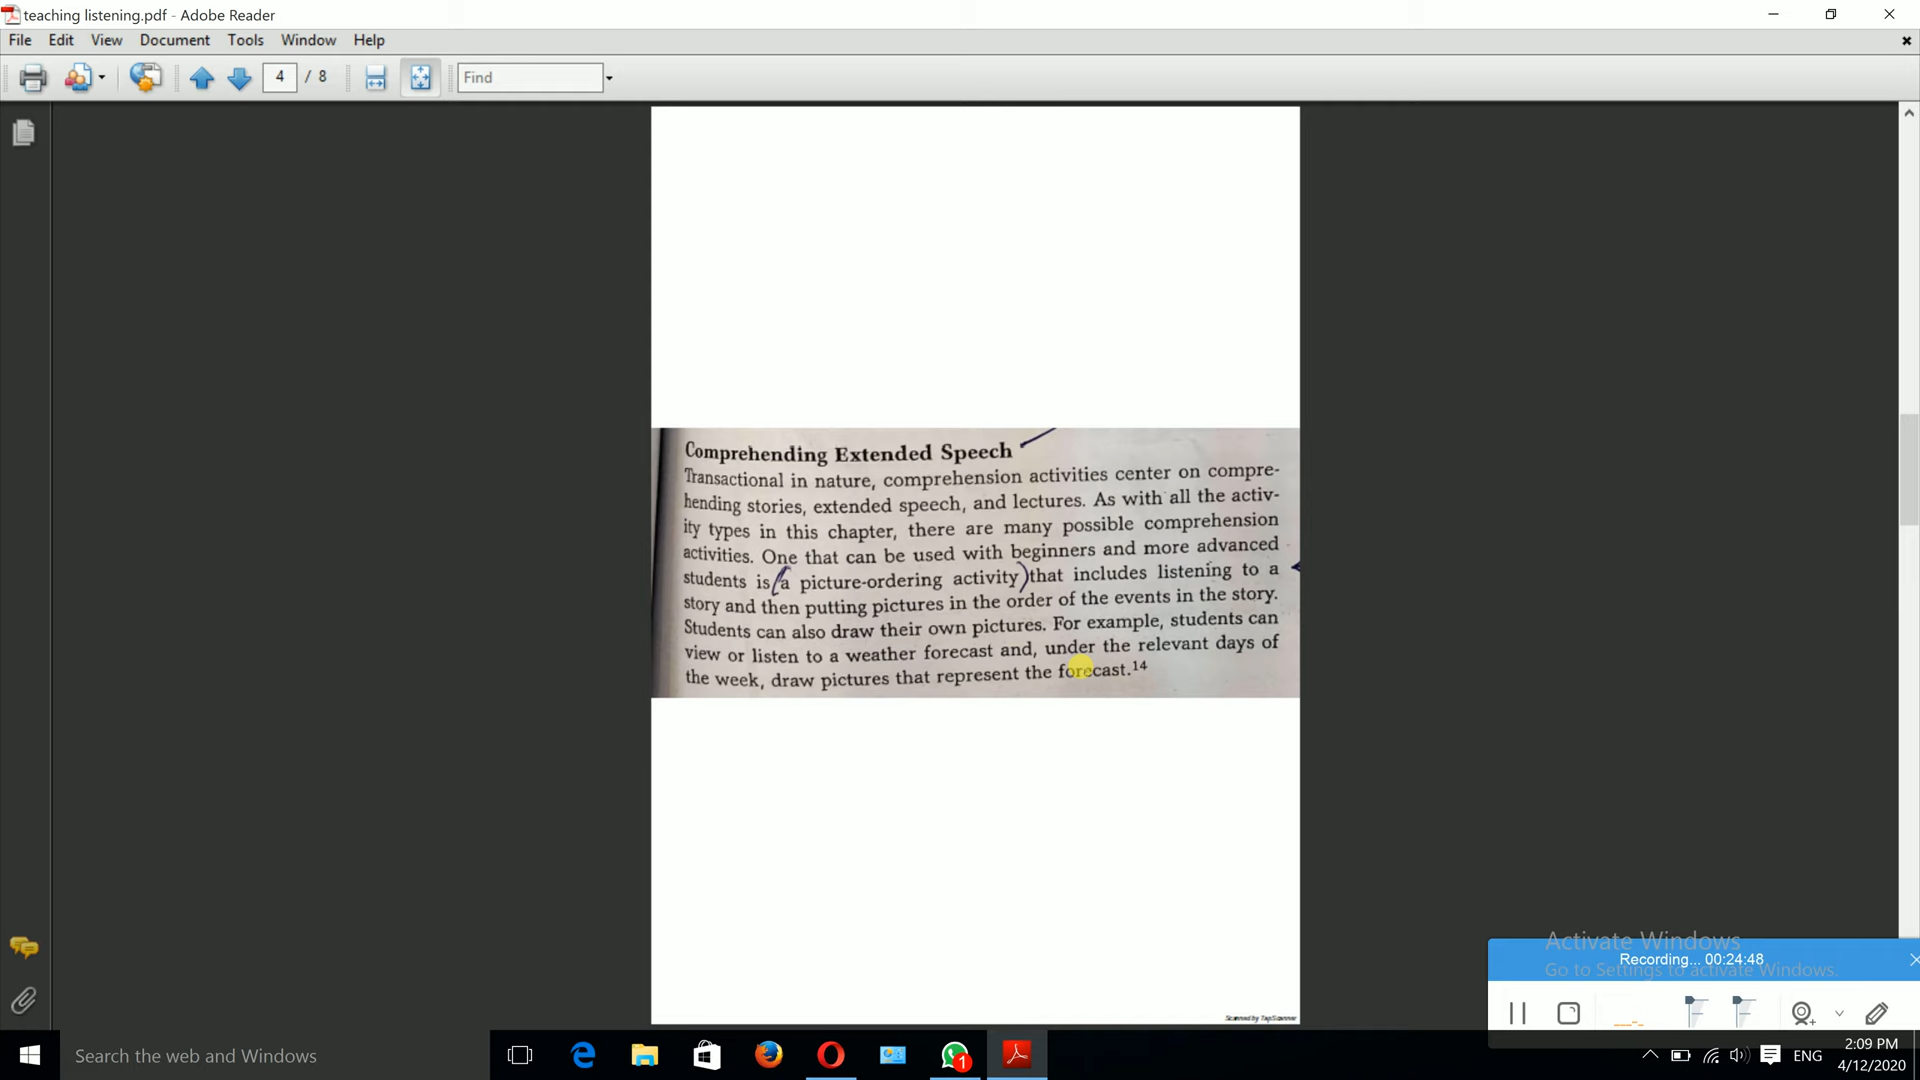 teaching listening.pdf - Adobe Reader
File Edit View Document Tools Window Help
4 / 8 Find
Comprehending Extended Speech
Transactional in nature, comprehension activities center on compre-
hending stories, extended speech, and lectures. As with all the activ-
ity types in this chapter, there are many possible comprehension
activities. One that can be used with beginners and more advanced
students is (a picture-ordering activity) that includes listening to a
story and then putting pictures in the order of the events in the story.
Students can also draw their own pictures. For example, students can
view or listen to a weather forecast and, under the relevant days of
the week, draw pictures that represent the forecast.14
Scanned by TapScanner
Activate Windows
Go to Settings to activate Windows.
Recording... 00:24:48
Search the web and Windows
1
ENG
2:09 PM
4/12/2020